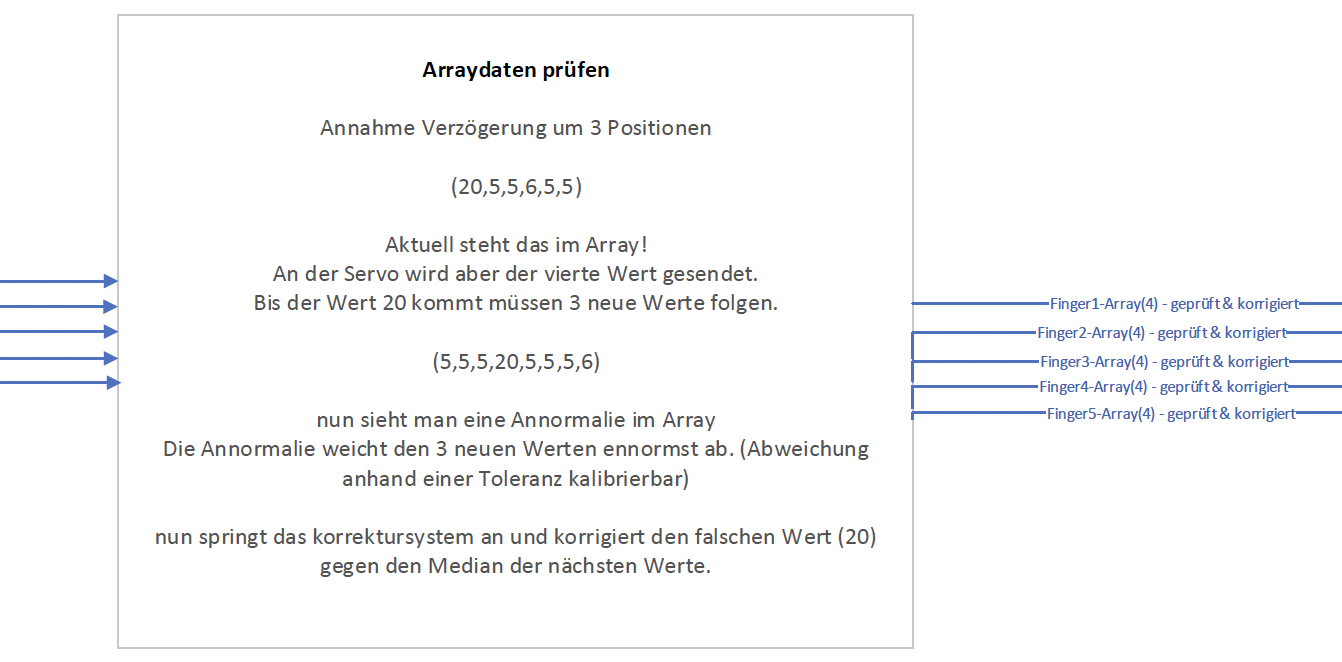 Arraydaten prüfen
Annahme Verzögerung um 3 Positionen
(20,5,5,6,5,5)
Aktuell steht das im Array!
An der Servo wird aber der vierte Wert gesendet.
Bis der Wert 20 kommt müssen 3 neue Werte folgen.
(5,5,5,20,5,5,5,6)
nun sieht man eine Annormalie im Array
Die Annormalie weicht den 3 neuen Werten ennormst ab. (Abweichung
anhand einer Toleranz kalibrierbar)
nun springt das korrektursystem an und korrigiert den falschen Wert (20)
gegen den Median der nächsten Werte.
Finger1-Array(4) - geprüft & korrigiert
Finger2-Array(4) - geprüft & korrigiert
Finger3-Array(4) - geprüft & korrigiert
Finger4-Array(4) - geprüft & korrigiert
Finger5-Array(4) - geprüft & korrigiert